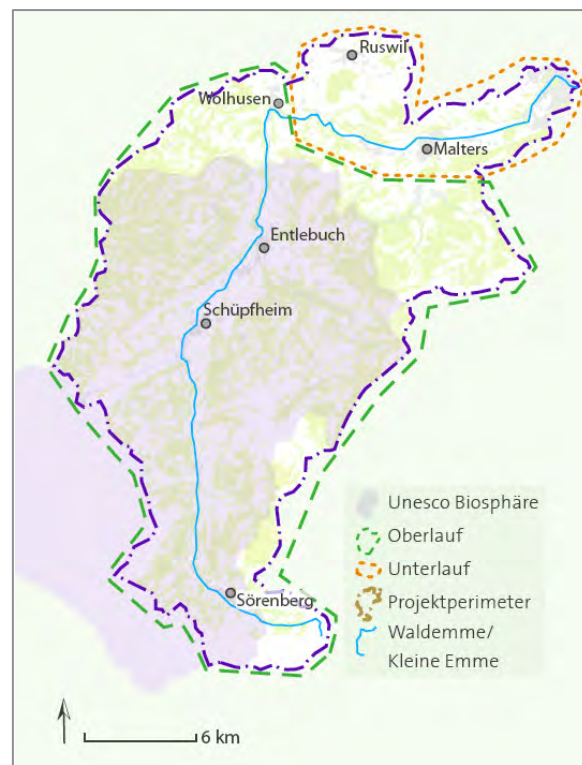 Ruswil
Wolhusen
Malters
Entlebuch
Schüpfheim
Unesco Biosphäre
Oberlauf
Unterlauf
Projektperimeter
Sörenberg
Waldemme/
Kleine Emme
6 km